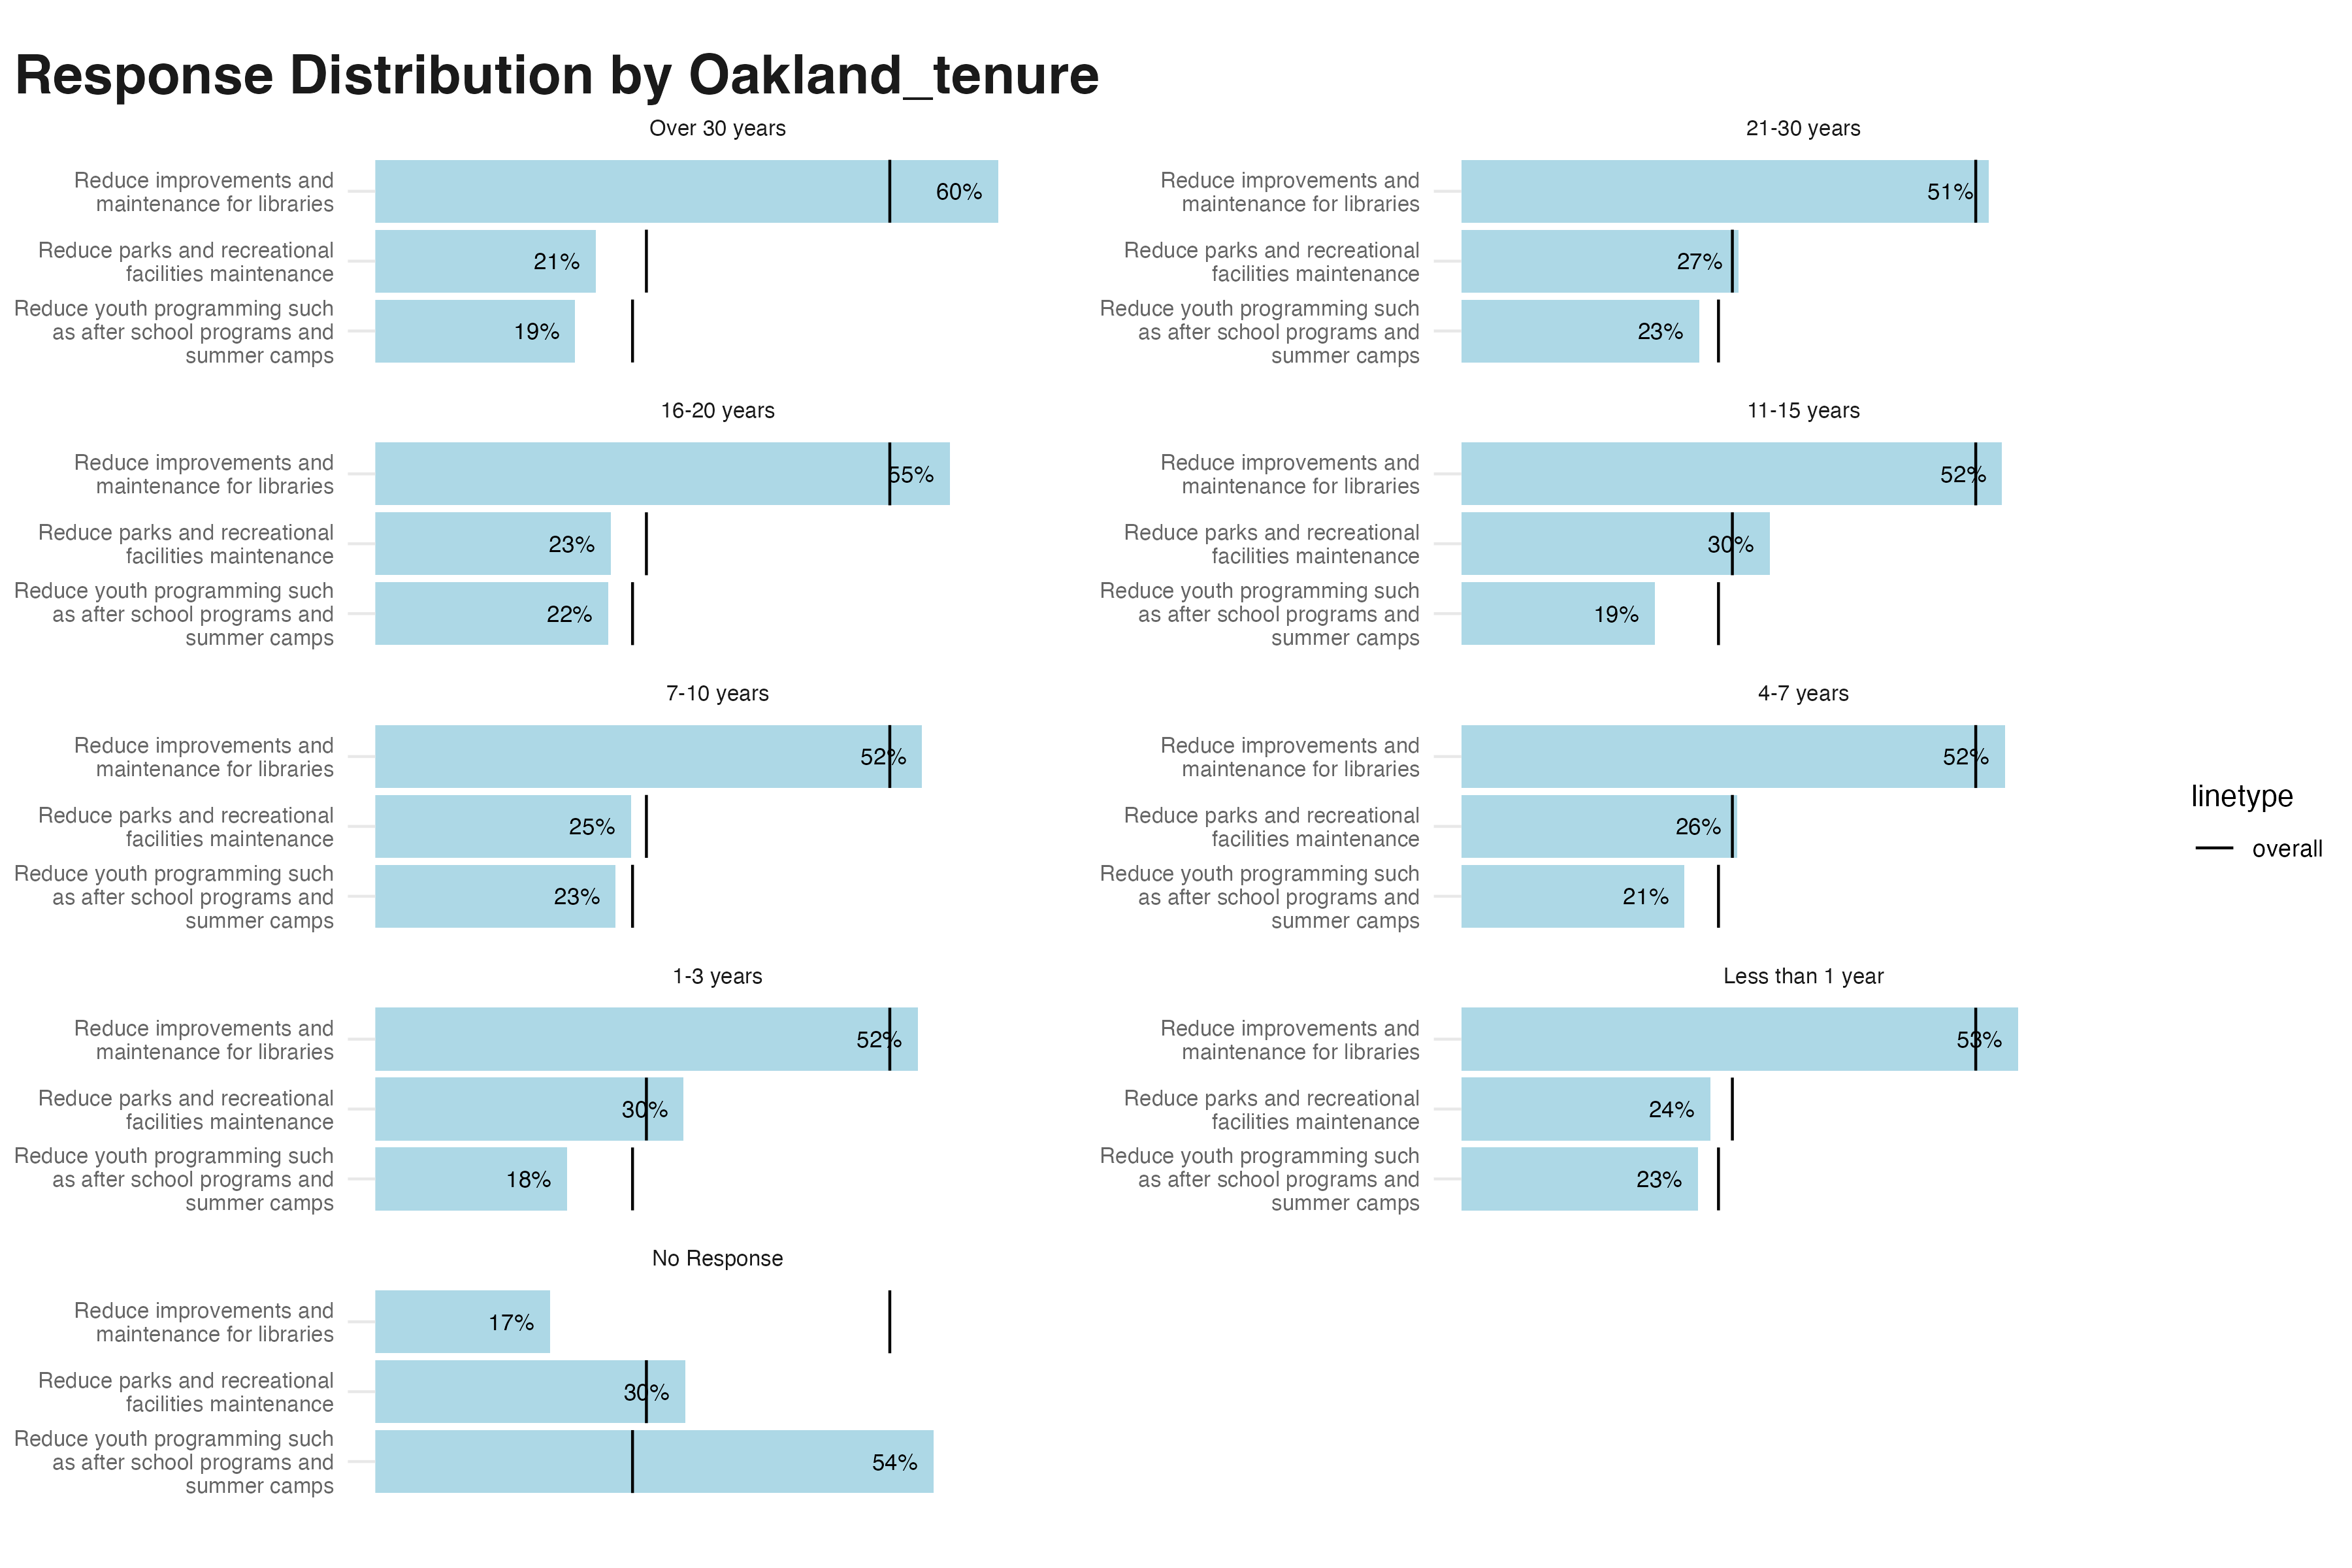 Response Distribution by Oakland_tenure
Over 30 years
Reduce improvements and
maintenance for libraries
60%
Reduce parks and recreational
facilities maintenance
21%
Reduce youth programming such
as after school programs and
summer camps
19%
21-30 years
Reduce improvements and
maintenance for libraries
51%
Reduce parks and recreational
facilities maintenance
27%
Reduce youth programming such
as after school programs and
summer camps
23%
16-20 years
Reduce improvements and
maintenance for libraries
55%
Reduce parks and recreational
facilities maintenance
23%
Reduce youth programming such
as after school programs and
summer camps
22%
11-15 years
Reduce improvements and
maintenance for libraries
52%
Reduce parks and recreational
facilities maintenance
30%
Reduce youth programming such
as after school programs and
summer camps
19%
7-10 years
Reduce improvements and
maintenance for libraries
52%
Reduce parks and recreational
facilities maintenance
25%
Reduce youth programming such
as after school programs and
summer camps
23%
4-7 years
Reduce improvements and
maintenance for libraries
52%
Reduce parks and recreational
facilities maintenance
26%
Reduce youth programming such
as after school programs and
summer camps
21%
1-3 years
Reduce improvements and
maintenance for libraries
52%
Reduce parks and recreational
facilities maintenance
30%
Reduce youth programming such
as after school programs and
summer camps
18%
Less than 1 year
Reduce improvements and
maintenance for libraries
53%
Reduce parks and recreational
facilities maintenance
24%
Reduce youth programming such
as after school programs and
summer camps
23%
No Response
Reduce improvements and
maintenance for libraries
17%
Reduce parks and recreational
facilities maintenance
30%
Reduce youth programming such
as after school programs and
summer camps
54%
linetype
overall